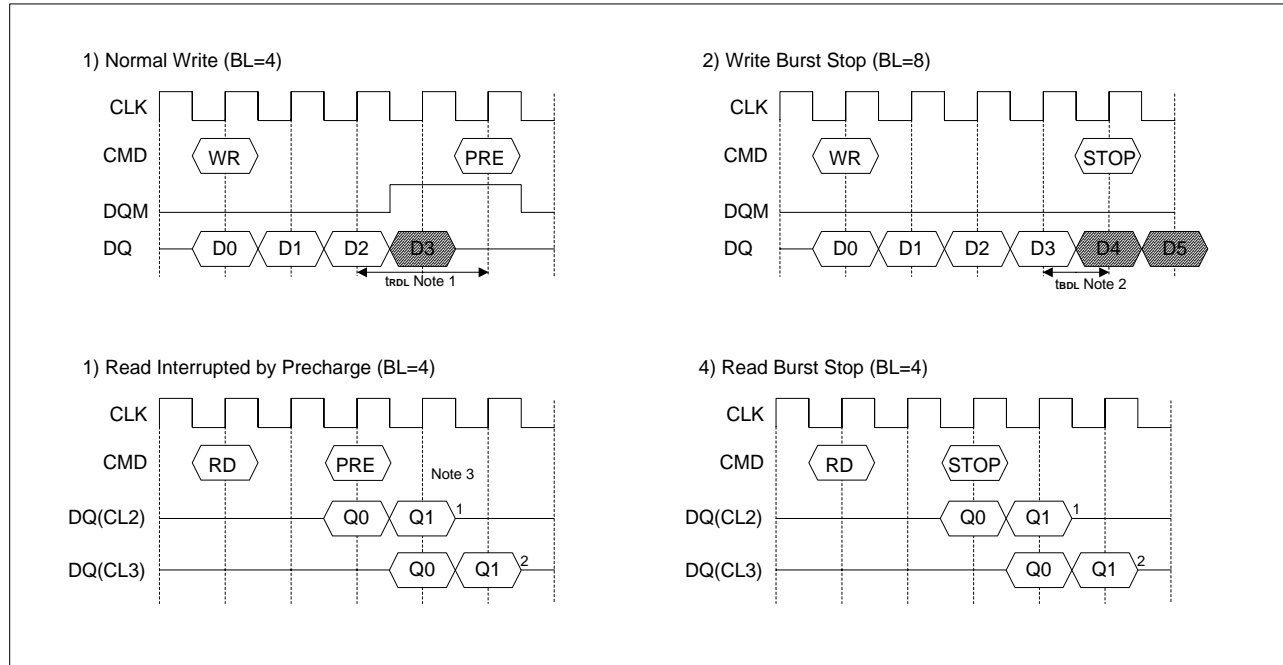 1) Normal Write (BL=4)
CLK
CMD WR PRE
DQM
DQ D0 D1 D2 D3
tRDL Note 1
2) Write Burst Stop (BL=8)
CLK
CMD WR STOP
DQM
DQ D0 D1 D2 D3 D4 D5
tBDL Note 2
1) Read Interrupted by Precharge (BL=4)
CLK
CMD RD PRE
Note 3
DQ(CL2) Q0 Q1 1
DQ(CL3) Q0 Q1 2
4) Read Burst Stop (BL=4)
CLK
CMD RD STOP
DQ(CL2) Q0 Q1 1
DQ(CL3) Q0 Q1 2